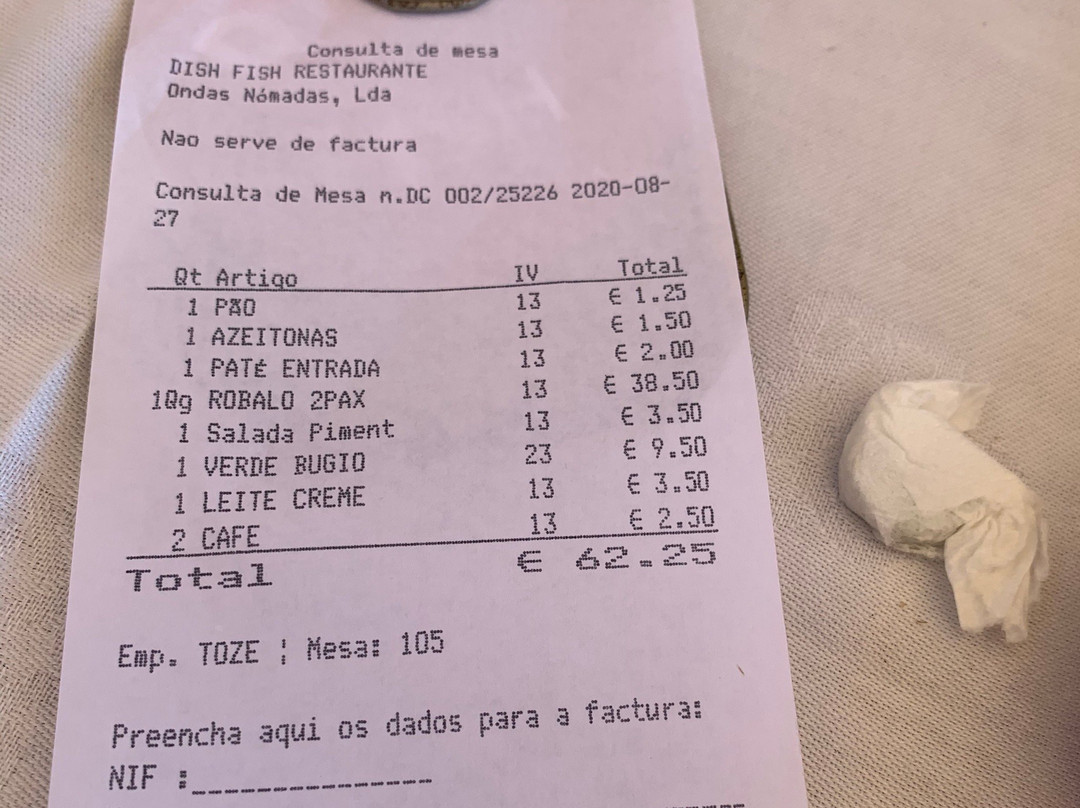 Consulta de mesa
DISH FISH RESTAURANTE
Ondas Nómadas, Lda
Nao serve de factura
Consulta de Mesa n.DC 002/25226 2020-08-
27
Qt Artigo IV Total
1 PÃO 13 € 1.25
1 AZEITONAS 13 € 1.50
1 PATÉ ENTRADA 13 € 2.00
1Qg ROBALO 2PAX 13 € 38.50
1 Salada Piment 13 € 3.50
1 VERDE BUGIO 23 € 9.50
1 LEITE CREME 13 € 3.50
2 CAFE 13 € 2.50
Total € 62.25
Emp. TOZE ¦ Mesa: 105
Preencha aqui os dados para a factura:
NIF :_______________